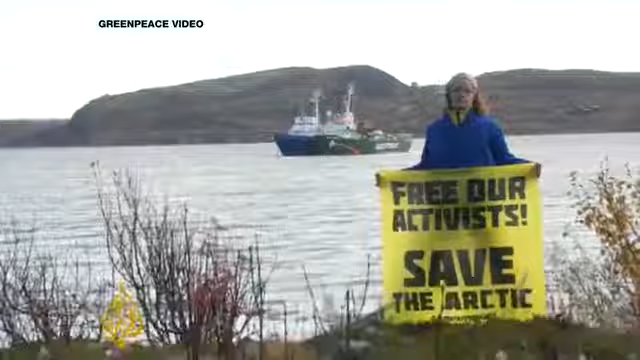 GREENPEACE VIDEO
FREE OUR
ACTIVISTS!
SAVE
THE ARCTIC